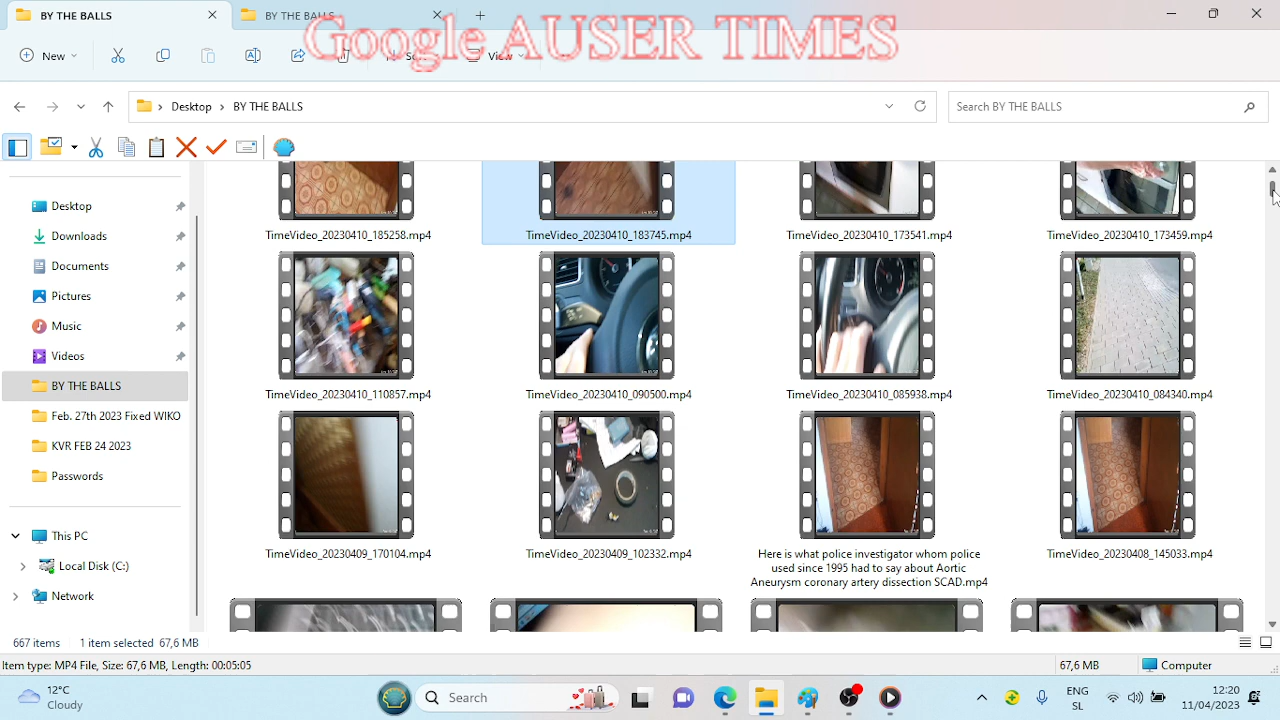 BY THE BALLS
BY THE BALLS
Google AUSER TIMES
New
View
Desktop
BY THE BALLS
Search BY THE BALLS
Desktop
Downloads
Documents
Pictures
Music
Videos
BY THE BALLS
Feb. 27th 2023 Fixed WIKO
KVR FEB 24 2023
Passwords
This PC
Local Disk (C:)
Network
TimeVideo_20230410_185258.mp4
TimeVideo_20230410_183745.mp4
TimeVideo_20230410_173541.mp4
TimeVideo_20230410_173459.mp4
TimeVideo_20230410_110857.mp4
TimeVideo_20230410_090500.mp4
TimeVideo_20230410_085938.mp4
TimeVideo_20230410_084340.mp4
TimeVideo_20230409_170104.mp4
TimeVideo_20230409_102332.mp4
Here is what police investigator whom police
used since 1995 had to say about Aortic
Aneurysm coronary artery dissection SCAD.mp4
TimeVideo_20230408_145033.mp4
667 items 1 item selected 67,6 MB
Item type: MP4 File, Size: 67,6 MB, Length: 00:05:05
67,6 MB
Computer
12°C
Cloudy
Search
ENG
SL
12:20
11/04/2023